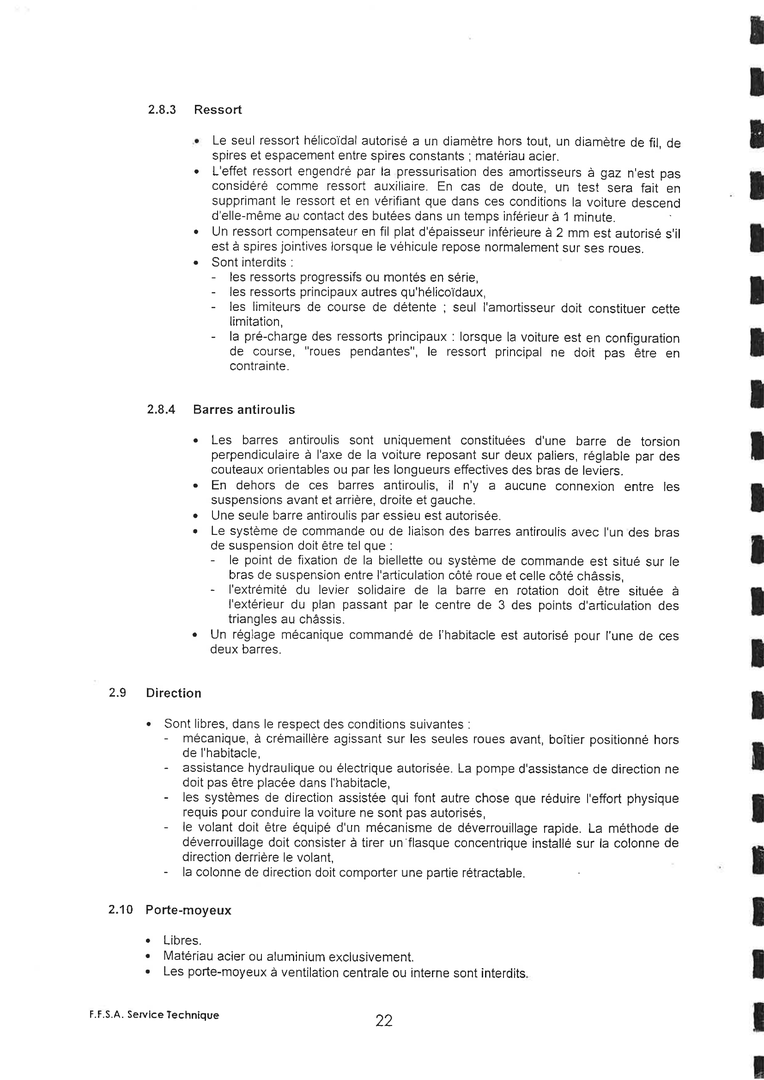 2.8.3 Ressort
• Le seul ressort hélicoïdal autorisé a un diamètre hors tout, un diamètre de fil, de
spires et espacement entre spires constants ; matériau acier.
• L'effet ressort engendré par la pressurisation des amortisseurs à gaz n'est pas
considéré comme ressort auxiliaire. En cas de doute, un test sera fait en
supprimant le ressort et en vérifiant que dans ces conditions la voiture descend
d'elle-même au contact des butées dans un temps inférieur à 1 minute.
• Un ressort compensateur en fil plat d'épaisseur inférieure à 2 mm est autorisé s'il
est à spires jointives lorsque le véhicule repose normalement sur ses roues.
• Sont interdits :
- les ressorts progressifs ou montés en série,
- les ressorts principaux autres qu'hélicoïdaux,
- les limiteurs de course de détente ; seul l'amortisseur doit constituer cette
limitation,
- la pré-charge des ressorts principaux : lorsque la voiture est en configuration
de course, "roues pendantes", le ressort principal ne doit pas être en
contrainte.
2.8.4 Barres antiroulis
• Les barres antiroulis sont uniquement constituées d'une barre de torsion
perpendiculaire à l'axe de la voiture reposant sur deux paliers, réglable par des
couteaux orientables ou par les longueurs effectives des bras de leviers.
• En dehors de ces barres antiroulis, il n'y a aucune connexion entre les
suspensions avant et arrière, droite et gauche.
• Une seule barre antiroulis par essieu est autorisée.
• Le système de commande ou de liaison des barres antiroulis avec l'un des bras
de suspension doit être tel que :
- le point de fixation de la biellette ou système de commande est situé sur le
bras de suspension entre l'articulation côté roue et celle côté châssis,
- l'extrémité du levier solidaire de la barre en rotation doit être située à
l'extérieur du plan passant par le centre de 3 des points d'articulation des
triangles au châssis.
• Un réglage mécanique commandé de l'habitacle est autorisé pour l'une de ces
deux barres.
2.9 Direction
• Sont libres, dans le respect des conditions suivantes :
- mécanique, à crémaillère agissant sur les seules roues avant, boîtier positionné hors
de l'habitacle,
- assistance hydraulique ou électrique autorisée. La pompe d'assistance de direction ne
doit pas être placée dans l'habitacle,
- les systèmes de direction assistée qui font autre chose que réduire l'effort physique
requis pour conduire la voiture ne sont pas autorisés,
- le volant doit être équipé d'un mécanisme de déverrouillage rapide. La méthode de
déverrouillage doit consister à tirer un flasque concentrique installé sur la colonne de
direction derrière le volant,
- la colonne de direction doit comporter une partie rétractable.
2.10 Porte-moyeux
• Libres.
• Matériau acier ou aluminium exclusivement.
• Les porte-moyeux à ventilation centrale ou interne sont interdits.
F.F.S.A. Service Technique
22